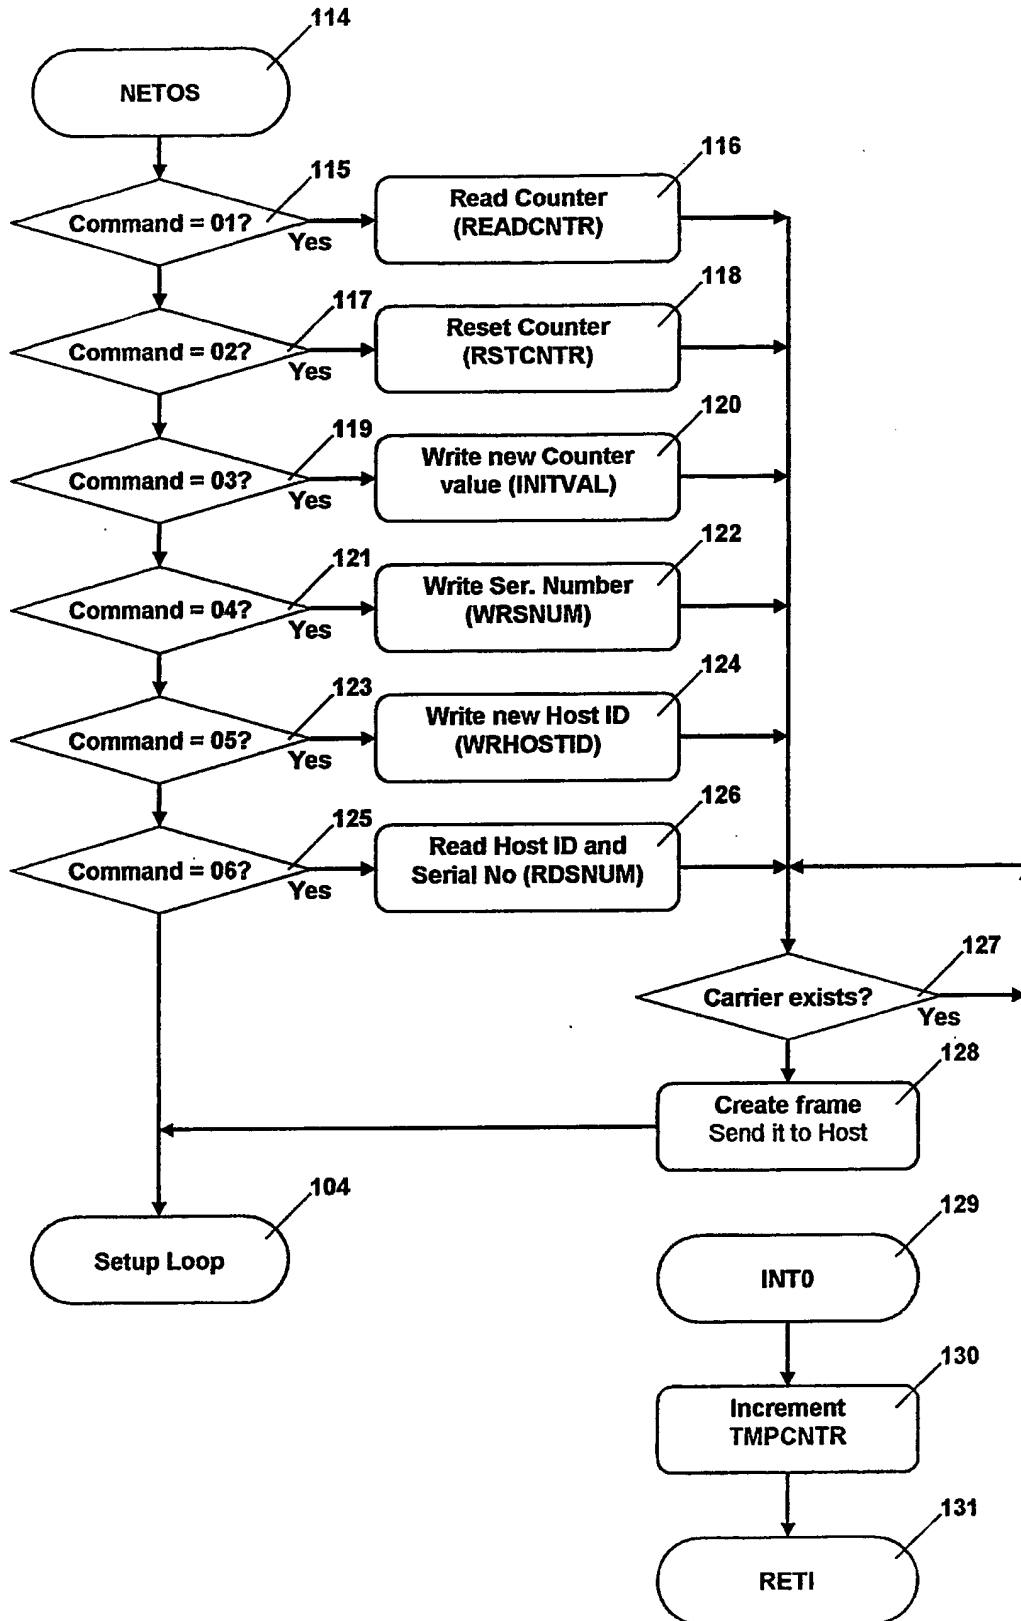 114
NETOS
115
Command = 01?
Yes
116
Read Counter
(READCNTR)
117
Command = 02?
Yes
118
Reset Counter
(RSTCNTR)
119
Command = 03?
Yes
120
Write new Counter
value (INITVAL)
121
Command = 04?
Yes
122
Write Ser. Number
(WRSNUM)
123
Command = 05?
Yes
124
Write new Host ID
(WRHOSTID)
125
Command = 06?
Yes
126
Read Host ID and
Serial No (RDSNUM)
127
Carrier exists?
Yes
128
Create frame
Send it to Host
104
Setup Loop
129
INT0
130
Increment
TMPCNTR
131
RETI